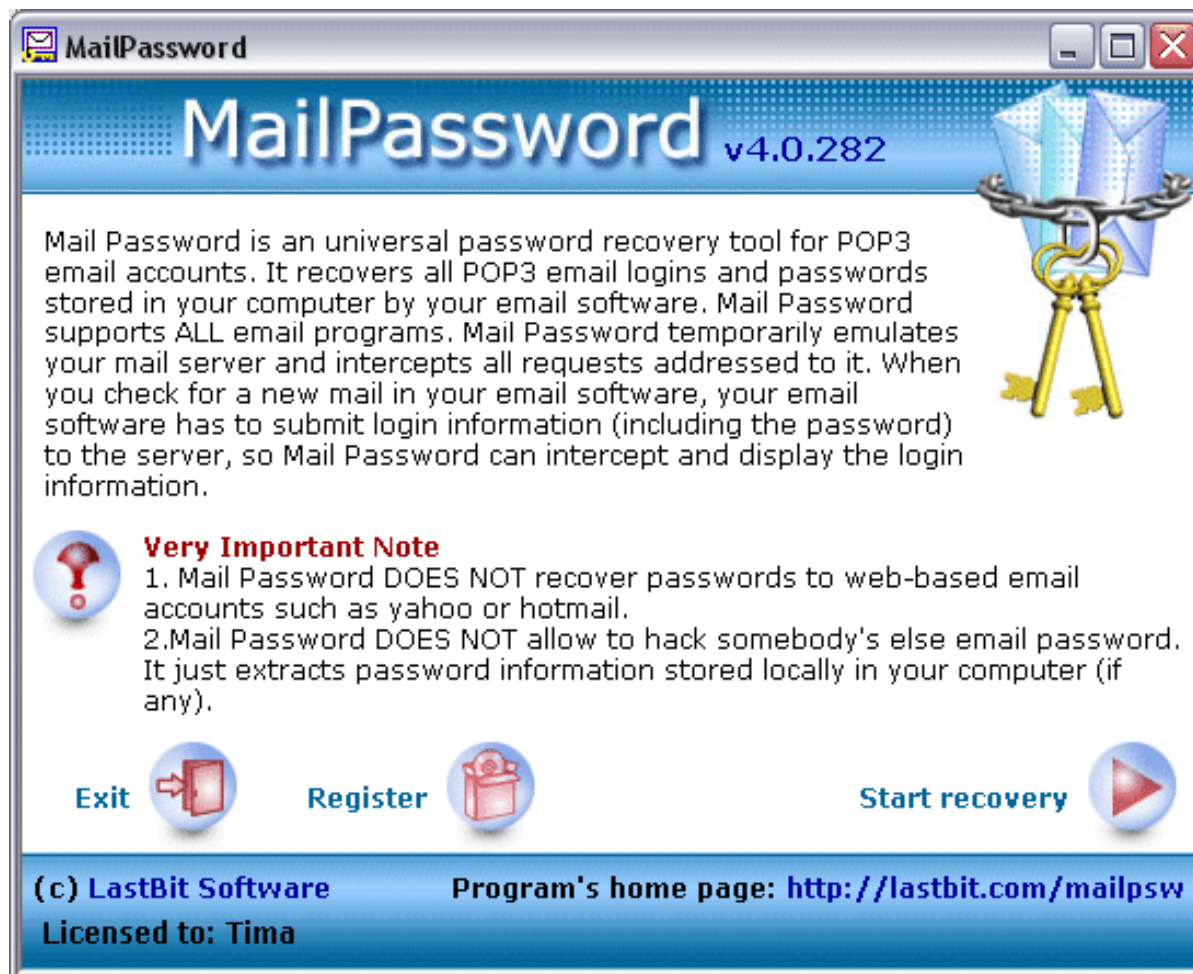 MailPassword
MailPassword v4.0.282
Mail Password is an universal password recovery tool for POP3
email accounts. It recovers all POP3 email logins and passwords
stored in your computer by your email software. Mail Password
supports ALL email programs. Mail Password temporarily emulates
your mail server and intercepts all requests addressed to it. When
you check for a new mail in your email software, your email
software has to submit login information (including the password)
to the server, so Mail Password can intercept and display the login
information.
Very Important Note
1. Mail Password DOES NOT recover passwords to web-based email
accounts such as yahoo or hotmail.
2.Mail Password DOES NOT allow to hack somebody's else email password.
It just extracts password information stored locally in your computer (if
any).
Exit Register Start recovery
(c) LastBit Software Program's home page: http://lastbit.com/mailpsw
Licensed to: Tima